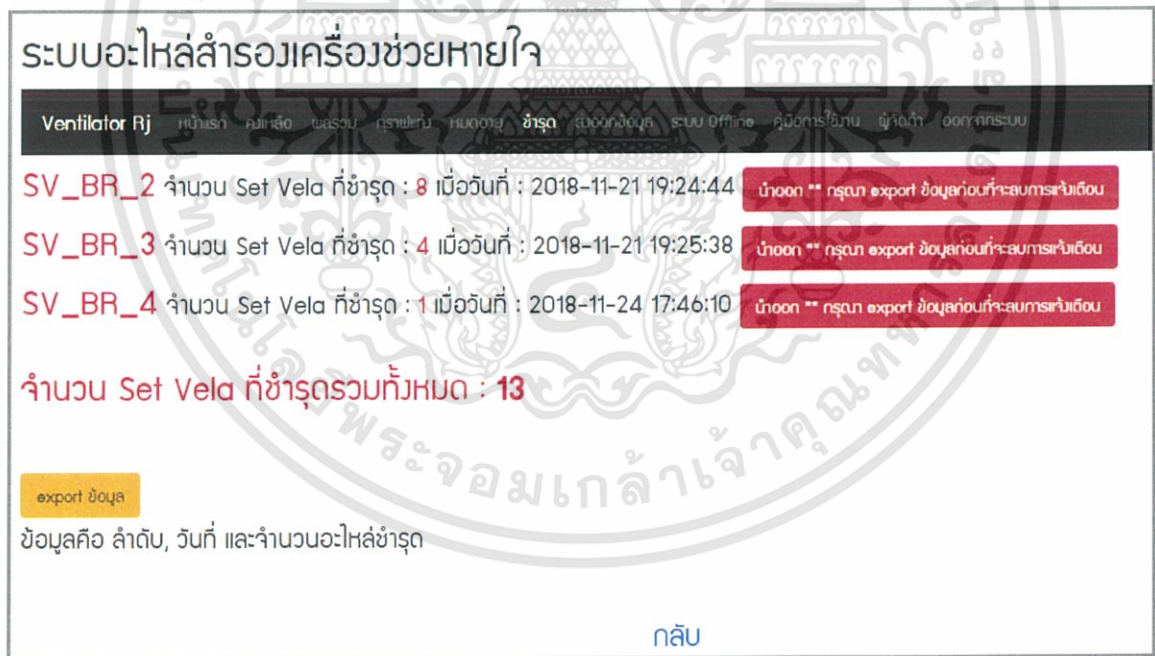 ระบบอะไหล่สำรองเครื่องช่วยหายใจ
Ventilator Rj หน้าแรก คงเหลือ ผลรวม กราฟแท่ง หมดอายุ ชำรุด ส่งออกข้อมูล ระบบ Offline คู่มือการใช้งาน ผู้จัดทำ ออกจากระบบ
SV_BR_2 จำนวน Set Vela ที่ชำรุด : 8 เมื่อวันที่ : 2018-11-21 19:24:44 นำออก ** กรุณา export ข้อมูลก่อนที่จะลบการแจ้งเตือน
SV_BR_3 จำนวน Set Vela ที่ชำรุด : 4 เมื่อวันที่ : 2018-11-21 19:25:38 นำออก ** กรุณา export ข้อมูลก่อนที่จะลบการแจ้งเตือน
SV_BR_4 จำนวน Set Vela ที่ชำรุด : 1 เมื่อวันที่ : 2018-11-24 17:46:10 นำออก ** กรุณา export ข้อมูลก่อนที่จะลบการแจ้งเตือน
จำนวน Set Vela ที่ชำรุดรวมทั้งหมด : 13
export ข้อมูล
ข้อมูลคือ ลำดับ, วันที่ และจำนวนอะไหล่ชำรุด
กลับ